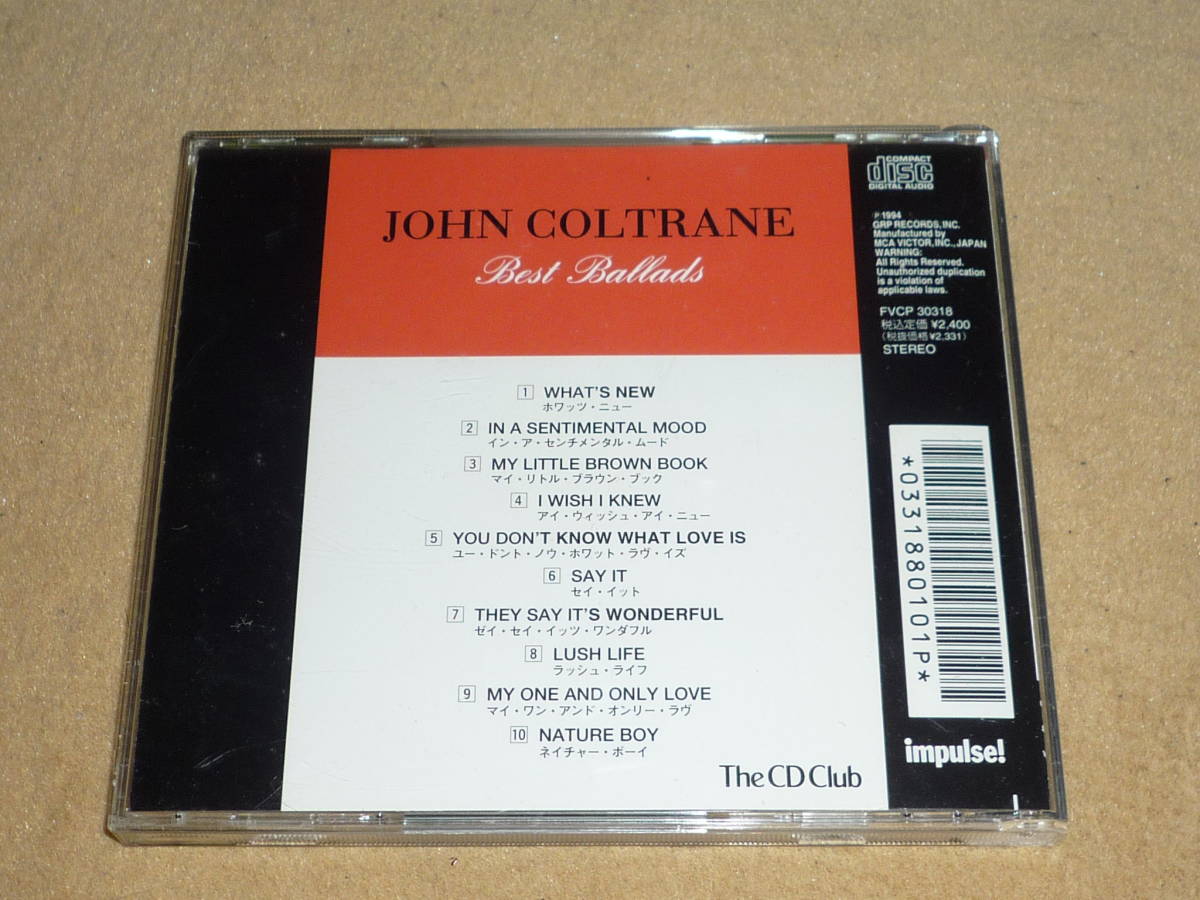 JOHN COLTRANE
Best Ballads
1 WHAT'S NEW
ホワッツ・ニュー
2 IN A SENTIMENTAL MOOD
イン・ア・センチメンタル・ムード
3 MY LITTLE BROWN BOOK
マイ・リトル・ブラウン・ブック
4 I WISH I KNEW
アイ・ウィッシュ・アイ・ニュー
5 YOU DON'T KNOW WHAT LOVE IS
ユー・ドント・ノウ・ホワット・ラヴ・イズ
6 SAY IT
セイ・イット
7 THEY SAY IT'S WONDERFUL
ゼイ・セイ・イッツ・ワンダフル
8 LUSH LIFE
ラッシュ・ライフ
9 MY ONE AND ONLY LOVE
マイ・ワン・アンド・オンリー・ラヴ
10 NATURE BOY
ネイチャー・ボーイ
The CD Club
COMPACT
disc
DIGITAL AUDIO
℗ 1994
GRP RECORDS, INC.
Manufactured by
MCA VICTOR, INC., JAPAN
WARNING:
All Rights Reserved.
Unauthorized duplication
is a violation of
applicable laws.
FVCP 30318
税込定価 ¥2,400
(税抜価格¥2,331)
STEREO
*0331880101P*
impulse!